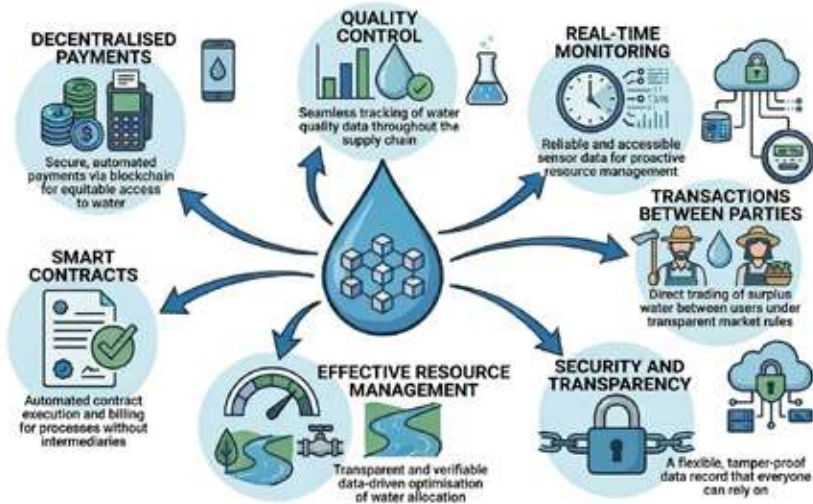 DECENTRALISED
PAYMENTS
Secure, automated
payments via blockchain
for equitable access
to water
QUALITY
CONTROL
Seamless tracking of water
quality data throughout the
supply chain
REAL-TIME
MONITORING
Reliable and accessible
sensor data for proactive
resource management
TRANSACTIONS
BETWEEN PARTIES
Direct trading of surplus
water between users under
transparent market rules
SMART
CONTRACTS
Automated contract
execution and billing
for processes without
intermediaries
EFFECTIVE RESOURCE
MANAGEMENT
Transparent and verifiable
data-driven optimisation
of water allocation
SECURITY AND
TRANSPARENCY
A flexible, tamper-proof
data record that everyone
can rely on